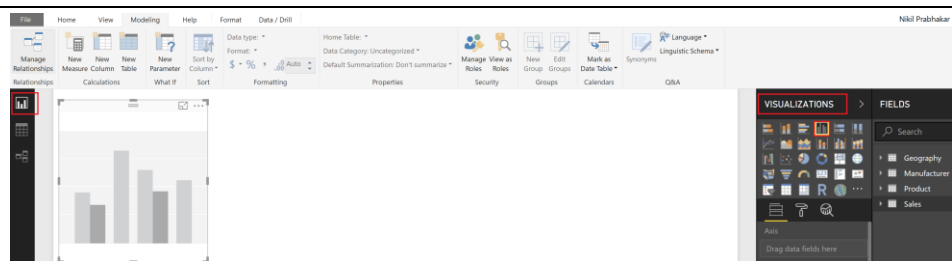 File Home View Modeling Help Format Data / Drill Nikil Prabhakar
Manage Relationships
New Measure
New Column
New Table
New Parameter
Sort by Column
Data type:
Format:
$ % , .00 Auto
Home Table:
Data Category: Uncategorized
Default Summarization: Don't summarize
Manage Roles
View as Roles
New Group
Edit Groups
Mark as Date Table
Synonyms
Language
Linguistic Schema
Relationships Calculations What If Sort Formatting Properties Security Groups Calendars Q&A
VISUALIZATIONS > FIELDS
Search
R
Geography
Manufacturer
Product
Sales
Axis
Drag data fields here